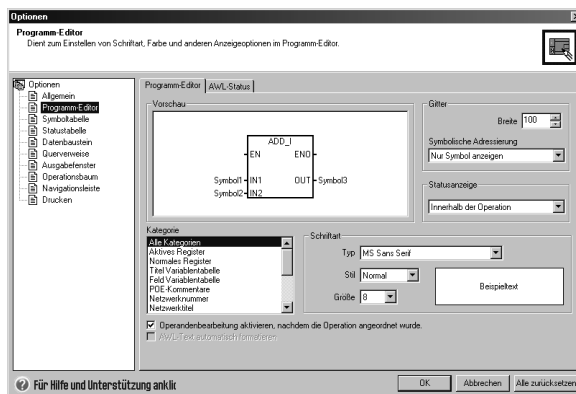 Optionen
Programm-Editor
Dient zum Einstellen von Schriftart, Farbe und anderen Anzeigeoptionen im Programm-Editor.
Optionen
Allgemein
Programm-Editor
Symboltabelle
Statustabelle
Datenbaustein
Querverweise
Ausgabefenster
Operationsbaum
Navigationsleiste
Drucken
Programm-Editor
AWL-Status
Vorschau
ADD_I
EN
ENO
Symbol1
IN1
OUT
Symbol3
Symbol2
IN2
Gitter
Breite
100
Symbolische Adressierung
Nur Symbol anzeigen
Statusanzeige
Innerhalb der Operation
Kategorie
Alle Kategorien
Aktives Register
Normales Register
Titel Variablentabelle
Feld Variablentabelle
POE-Kommentare
Netzwerknummer
Netzwerktitel
Schriftart
Typ
MS Sans Serif
Stil
Normal
Größe
8
Beispieltext
Operandenbearbeitung aktivieren, nachdem die Operation angeordnet wurde.
AWL-Text automatisch formatieren
Für Hilfe und Unterstützung anklic
OK
Abbrechen
Alle zurücksetzen